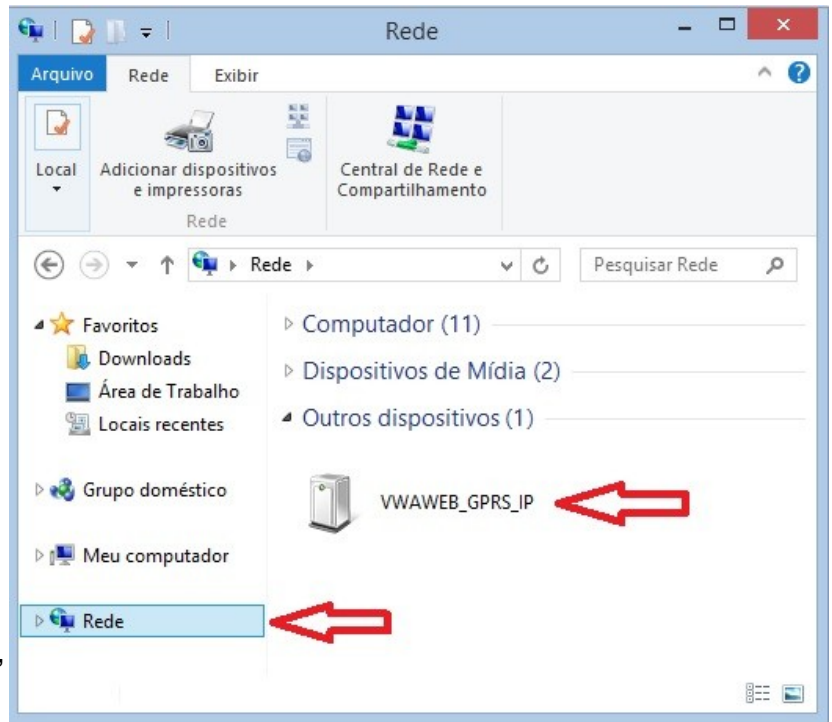 Rede
Arquivo Rede Exibir
Local
Adicionar dispositivos
e impressoras
Central de Rede e
Compartilhamento
Rede
Rede
Pesquisar Rede
Favoritos
Downloads
Área de Trabalho
Locais recentes
Grupo doméstico
Meu computador
Rede
Computador (11)
Dispositivos de Mídia (2)
Outros dispositivos (1)
VWAWEB_GPRS_IP
,